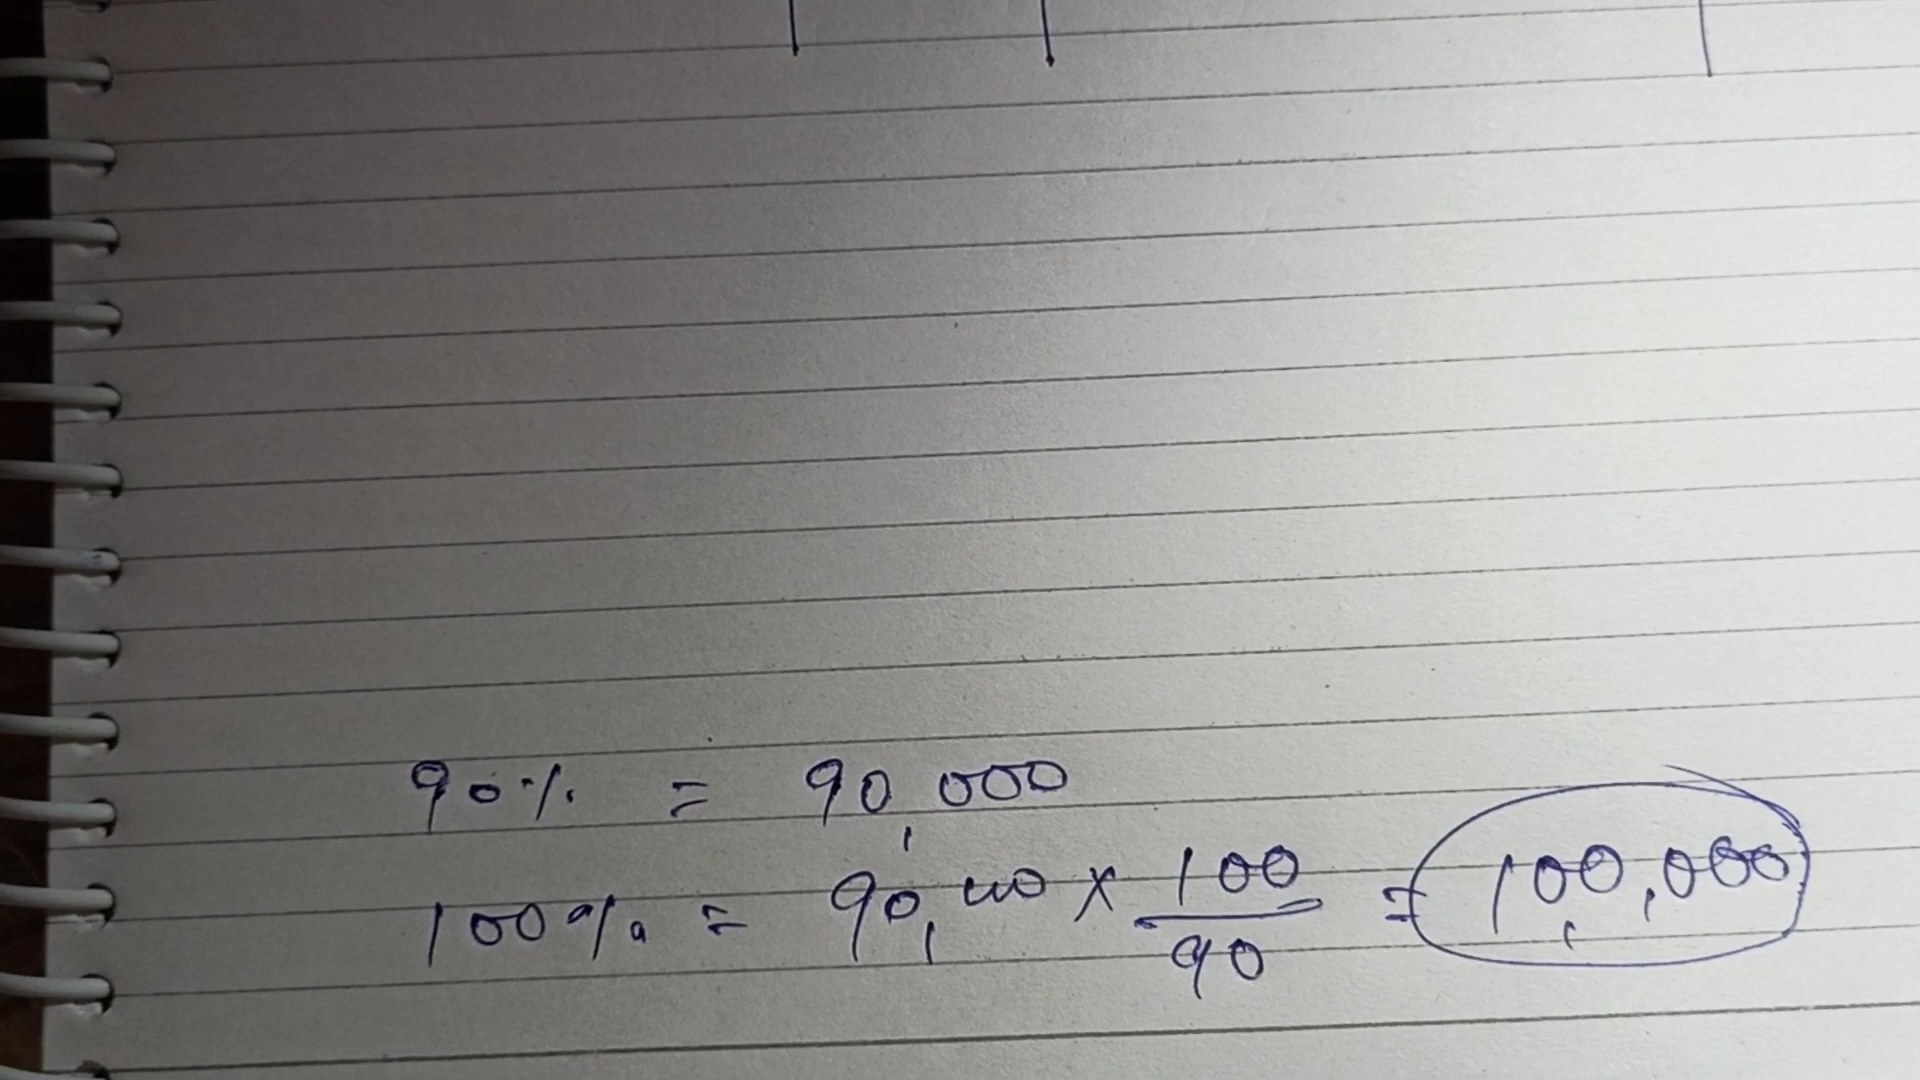 90% = 90,000
100% = 90,000 × 100/90 = 100,000